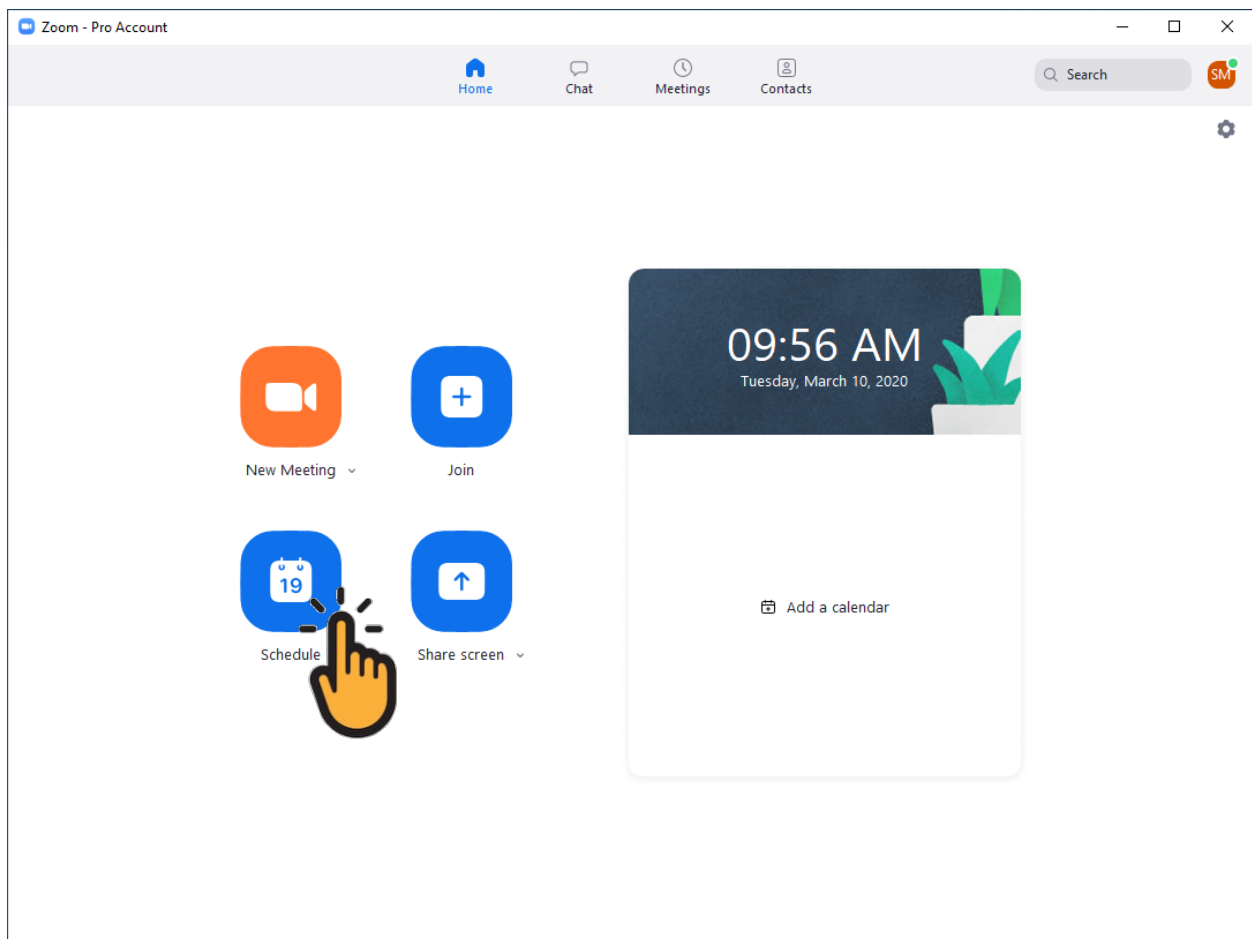 Zoom - Pro Account
Home
Chat
Meetings
Contacts
Search
SM
09:56 AM
Tuesday, March 10, 2020
New Meeting
Join
19
Schedule
Share screen
Add a calendar